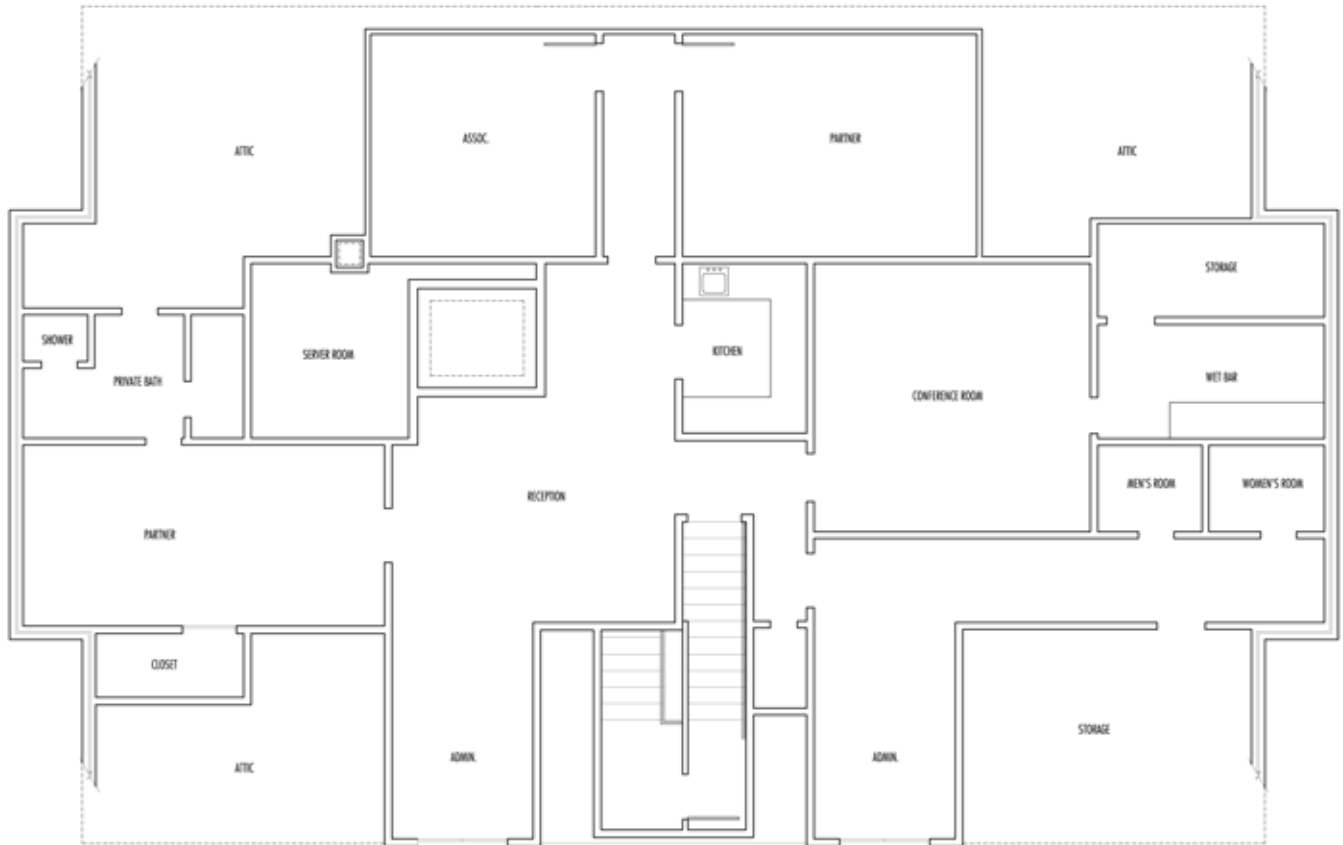 ASSOC.
PARTNER
ATTIC
ATTIC
STORAGE
SHOWER
SERVER ROOM
KITCHEN
PRIVATE BATH
WET BAR
CONFERENCE ROOM
RECEPTION
MEN'S ROOM
WOMEN'S ROOM
PARTNER
CLOSET
STORAGE
ATTIC
ADMIN.
ADMIN.